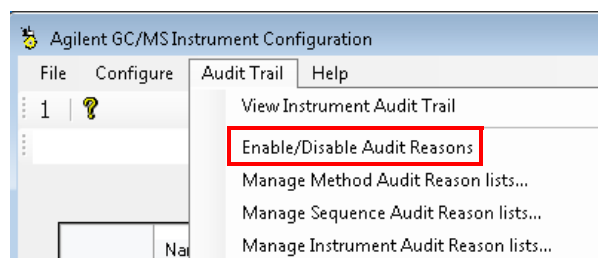 Agilent GC/MS Instrument Configuration
File Configure Audit Trail Help
1 ?
View Instrument Audit Trail
Enable/Disable Audit Reasons
Manage Method Audit Reason lists...
Manage Sequence Audit Reason lists...
Manage Instrument Audit Reason lists...